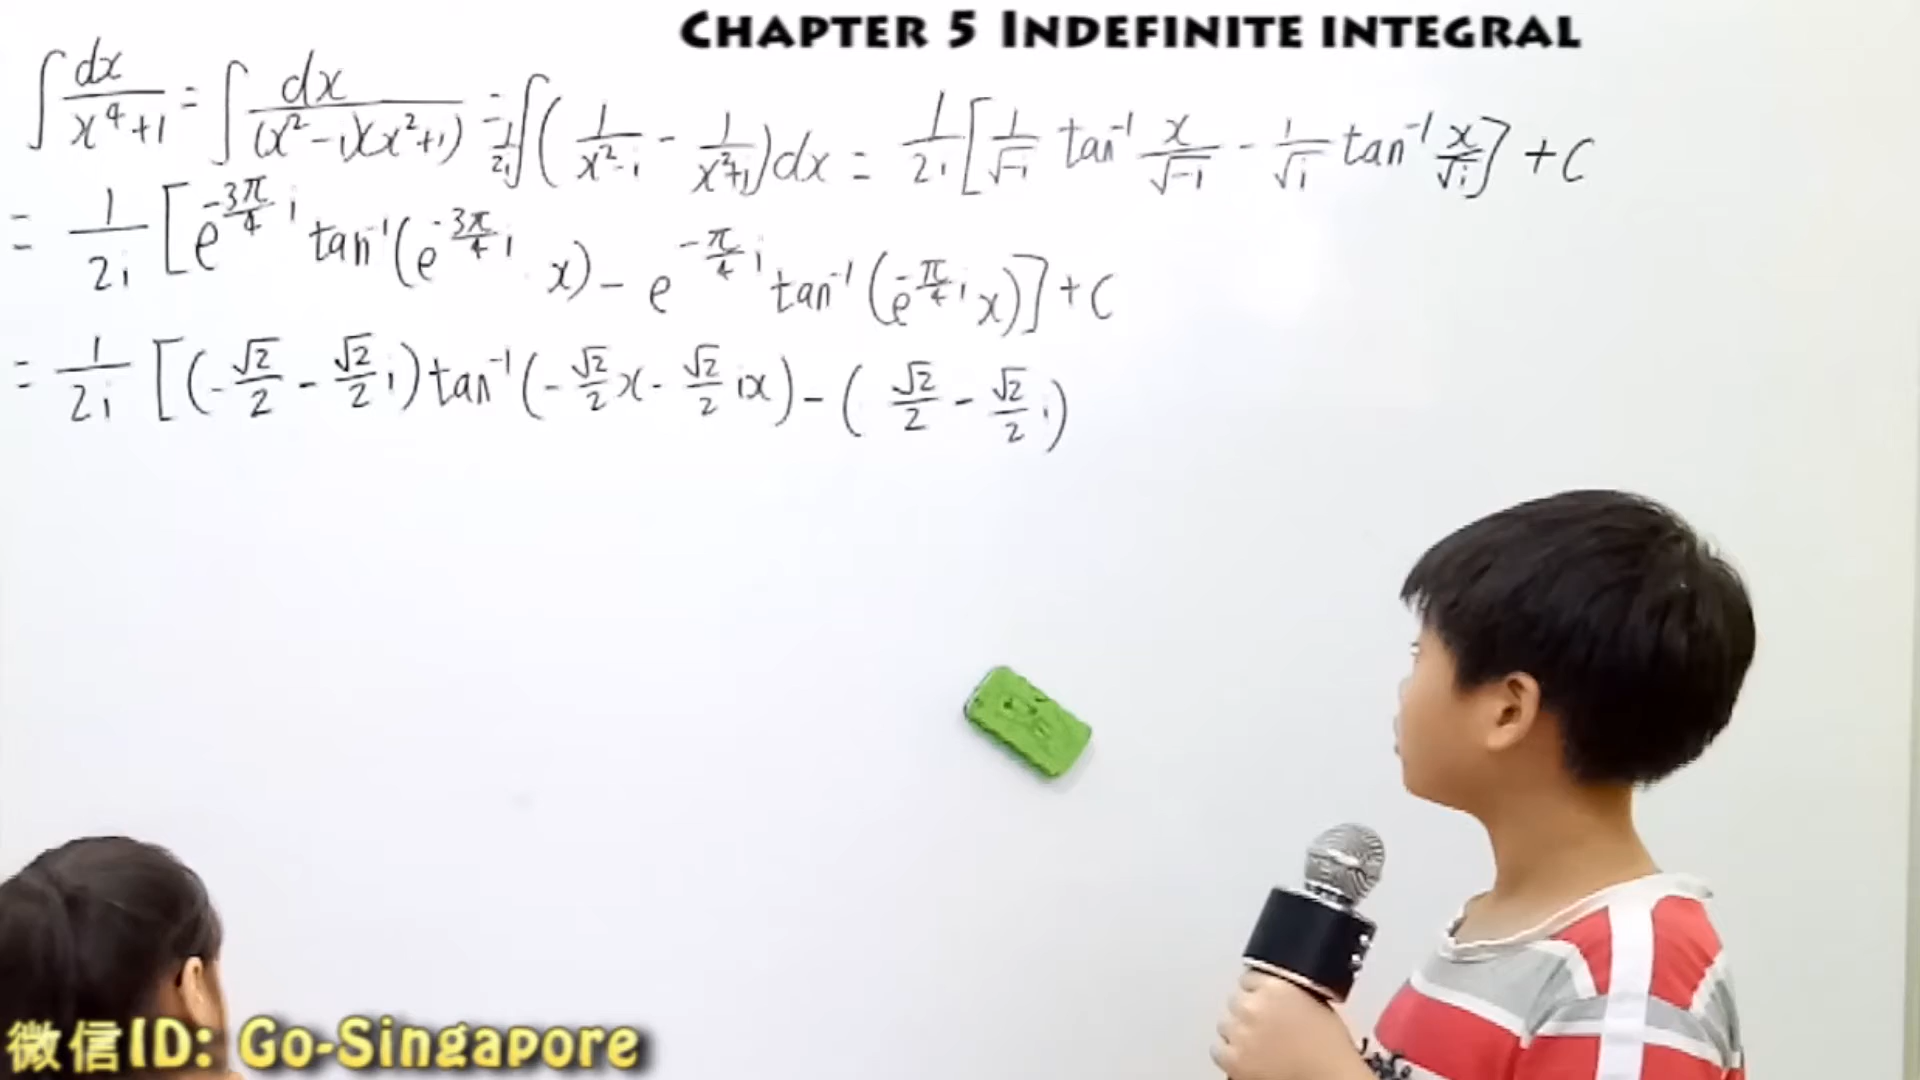 CHAPTER 5 INDEFINITE INTEGRAL
∫ dx/(x⁴+1) = ∫ dx/((x²-i)(x²+i)) = 1/2i ∫ (1/(x²-i) - 1/(x²+i)) dx = 1/2i [1/√-i tan⁻¹ x/√-i - 1/√i tan⁻¹ x/√i] + C
= 1/2i [e^(-3π/4 i) tan⁻¹(e^(-3π/4 i) x) - e^(-π/4 i) tan⁻¹(e^(-π/4 i) x)] + C
= 1/2i [(-√2/2 - √2/2 i) tan⁻¹(-√2/2 x - √2/2 ix) - (√2/2 - √2/2 i)
微信ID: Go-Singapore